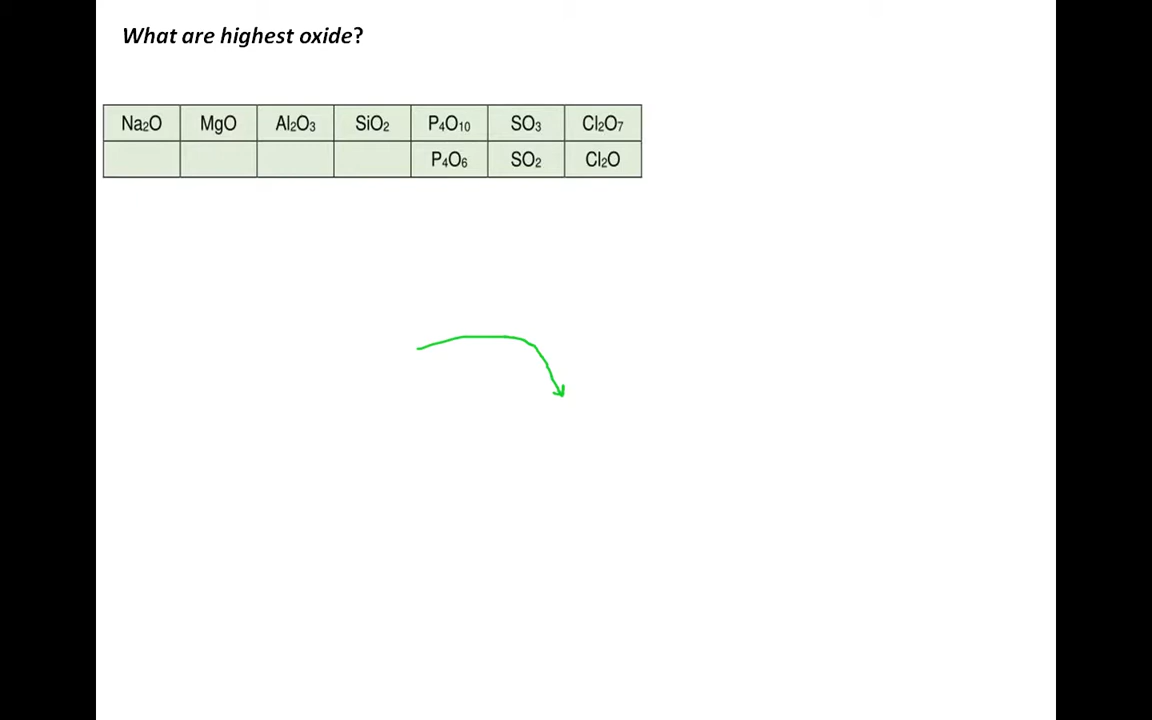 What are highest oxide?
Na₂O MgO Al₂O₃ SiO₂ P₄O₁₀ SO₃ Cl₂O₇
P₄O₆ SO₂ Cl₂O